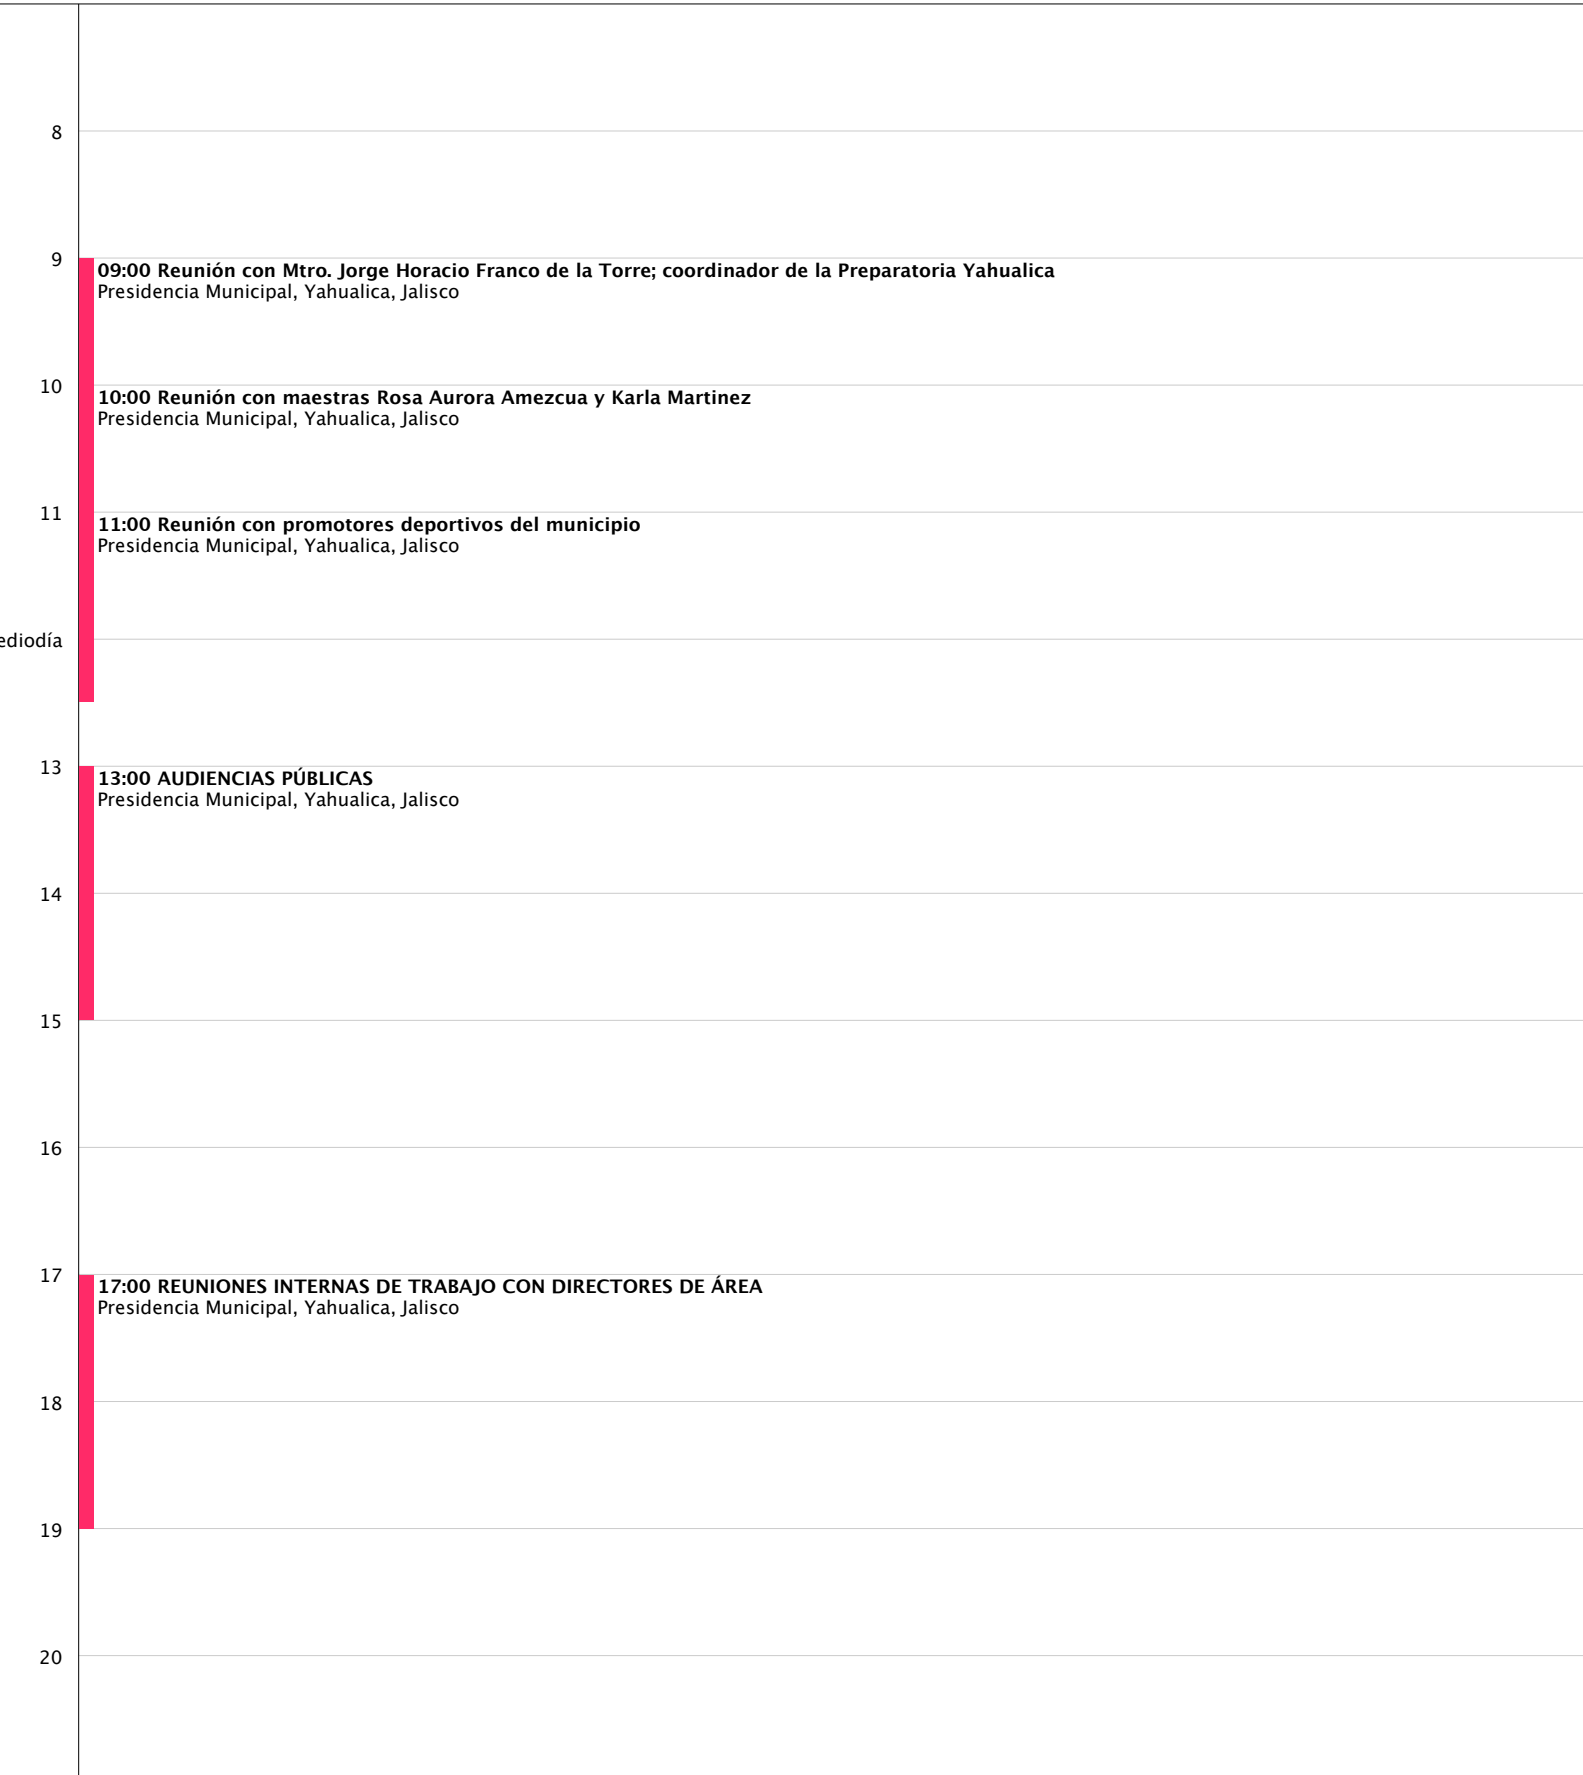 8
9
09:00 Reunión con Mtro. Jorge Horacio Franco de la Torre; coordinador de la Preparatoria Yahualica
Presidencia Municipal, Yahualica, Jalisco
10
10:00 Reunión con maestras Rosa Aurora Amezcua y Karla Martinez
Presidencia Municipal, Yahualica, Jalisco
11
11:00 Reunión con promotores deportivos del municipio
Presidencia Municipal, Yahualica, Jalisco
ediodía
13
13:00 AUDIENCIAS PÚBLICAS
Presidencia Municipal, Yahualica, Jalisco
14
15
16
17
17:00 REUNIONES INTERNAS DE TRABAJO CON DIRECTORES DE ÁREA
Presidencia Municipal, Yahualica, Jalisco
18
19
20